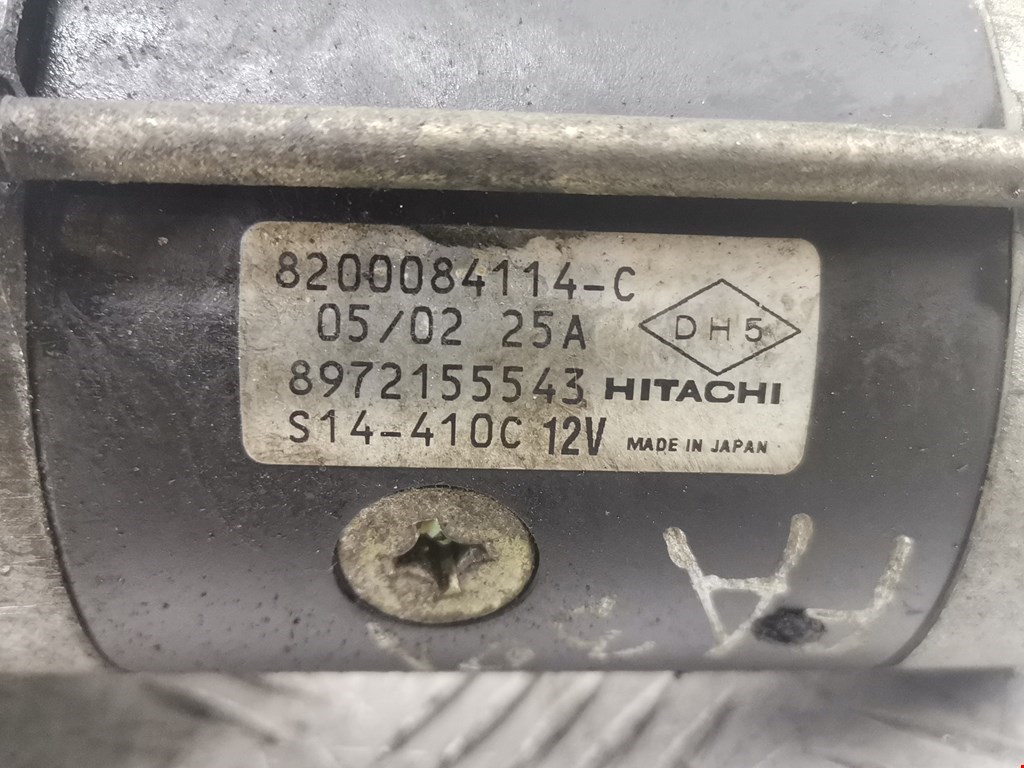 8200084114-C
05/02 25A
DH5
8972155543 HITACHI
S14-410C 12V MADE IN JAPAN